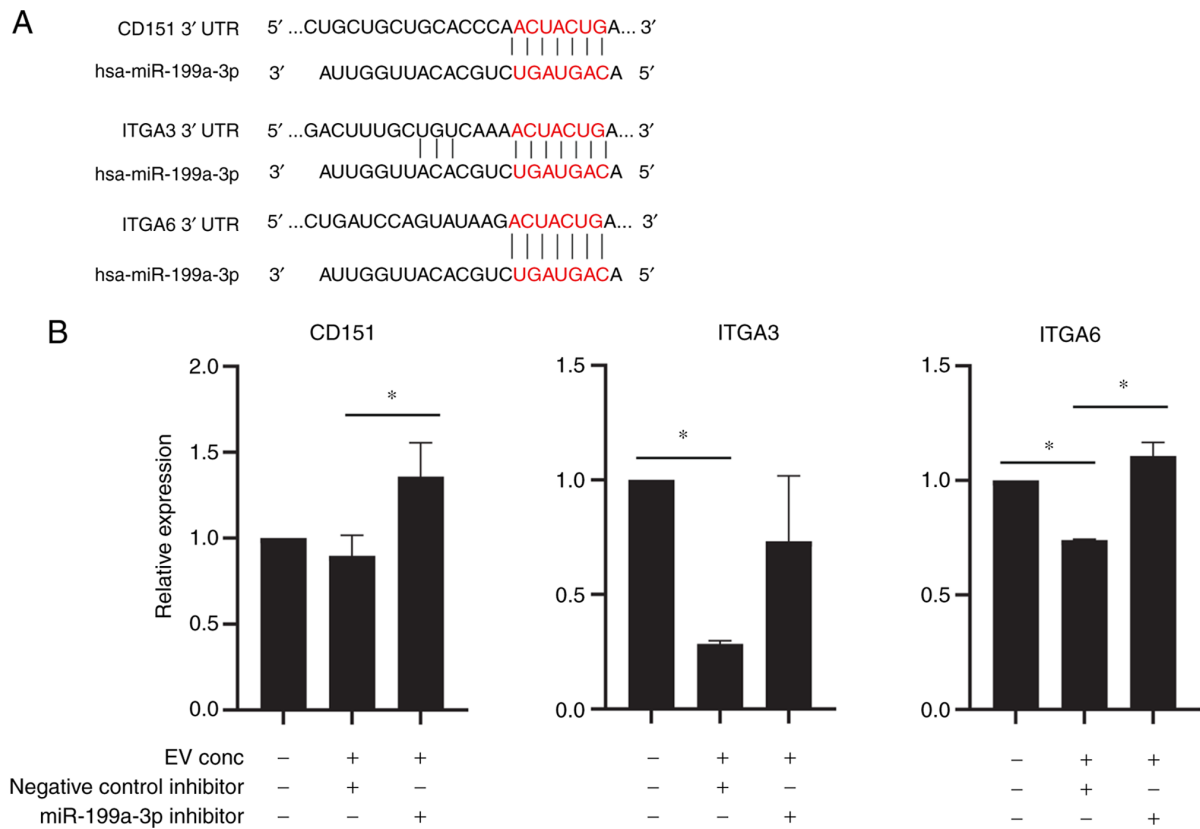 A
CD151 3′ UTR 5′ ...CUGCUGCUGCACCCAACUACUGA... 3′
hsa-miR-199a-3p 3′ AUUGGUUACACGUCUGAUGACA 5′
ITGA3 3′ UTR 5′ ...GACUUUGCUGUCAAAACUACUGA... 3′
hsa-miR-199a-3p 3′ AUUGGUUACACGUCUGAUGACA 5′
ITGA6 3′ UTR 5′ ...CUGAUCCAGUAUAAGACUACUGA... 3′
hsa-miR-199a-3p 3′ AUUGGUUACACGUCUGAUGACA 5′
B
CD151 ITGA3 ITGA6
Relative expression
2.0
1.5
1.0
0.5
0.0
*
1.5
1.0
0.5
0.0
*
1.5
1.0
0.5
0.0
*
*
EV conc − + + − + + − + +
Negative control inhibitor − + − − + − − + −
miR-199a-3p inhibitor − − + − − + − − +